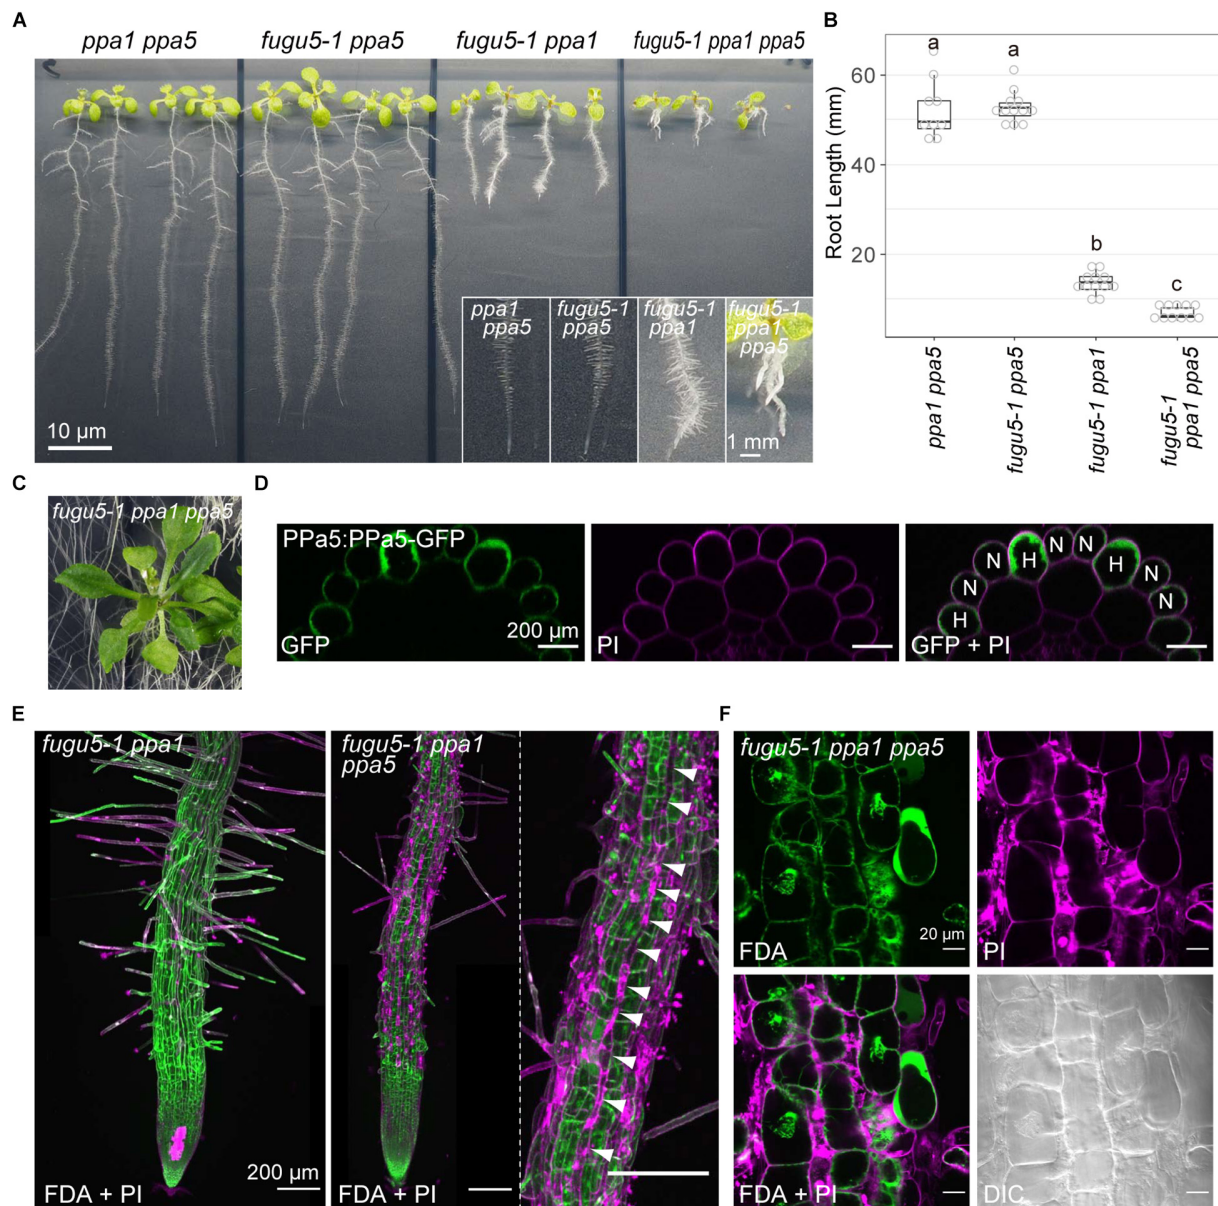 A
ppa1 ppa5
fugu5-1 ppa5
fugu5-1 ppa1
fugu5-1 ppa1 ppa5
10 µm
ppa1
ppa5
fugu5-1
ppa5
fugu5-1
ppa1
fugu5-1
ppa1
ppa5
1 mm
B
Root Length (mm)
60
40
20
a
a
b
c
ppa1 ppa5
fugu5-1 ppa5
fugu5-1 ppa1
fugu5-1
ppa1 ppa5
C
fugu5-1 ppa1 ppa5
D
PPa5:PPa5-GFP
GFP
200 µm
PI
H
N
N
H
N
N
H
N
N
GFP + PI
E
fugu5-1 ppa1
200 µm
FDA + PI
fugu5-1 ppa1
ppa5
FDA + PI
F
fugu5-1 ppa1 ppa5
20 µm
FDA
PI
FDA + PI
DIC